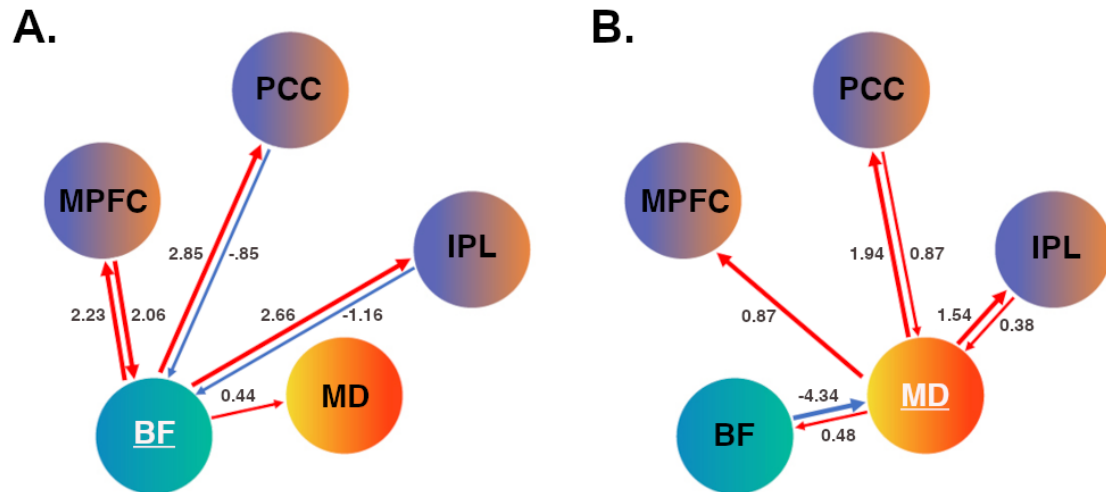 A.
PCC
MPFC
IPL
2.85
-.85
2.23
2.06
2.66
-1.16
0.44
MD
BF
B.
PCC
MPFC
IPL
1.94
0.87
0.87
1.54
0.38
-4.34
0.48
MD
BF